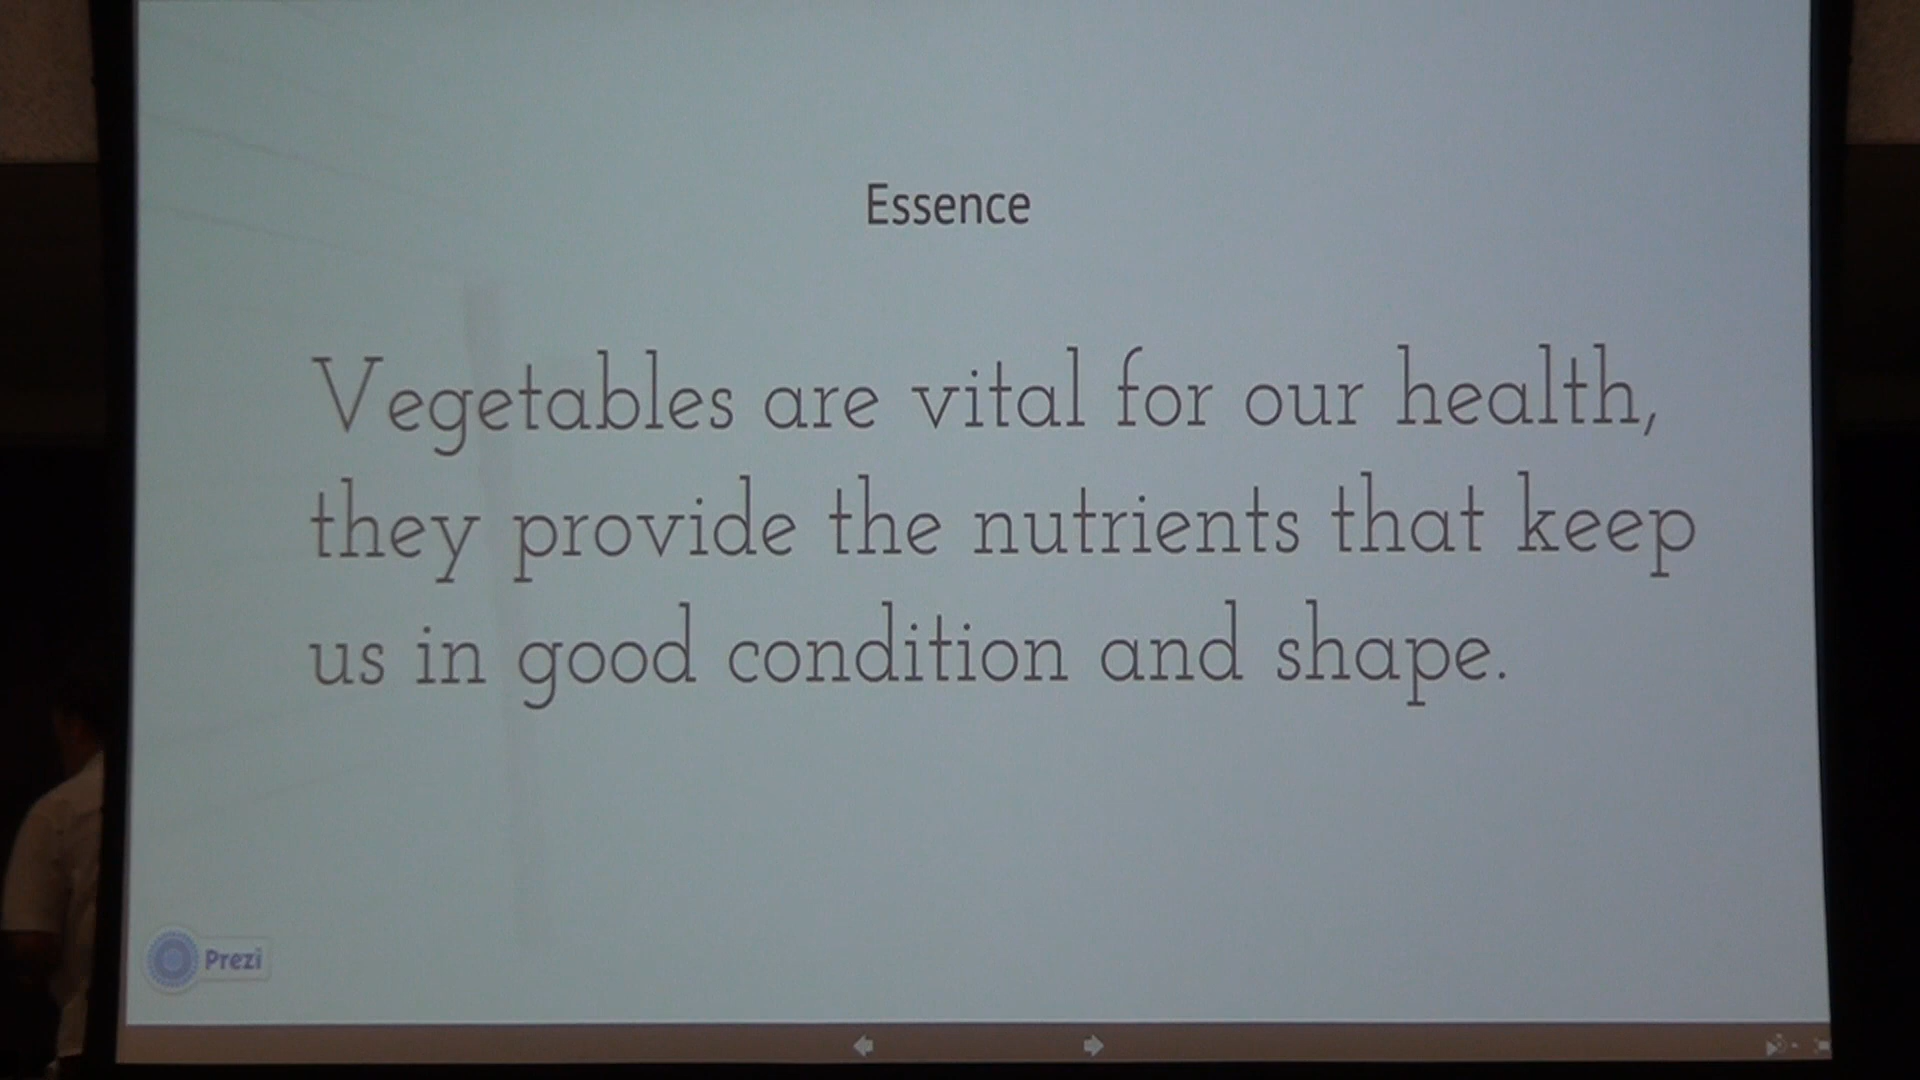 Essence
Vegetables are vital for our health,
they provide the nutrients that keep
us in good condition and shape.
Prezi